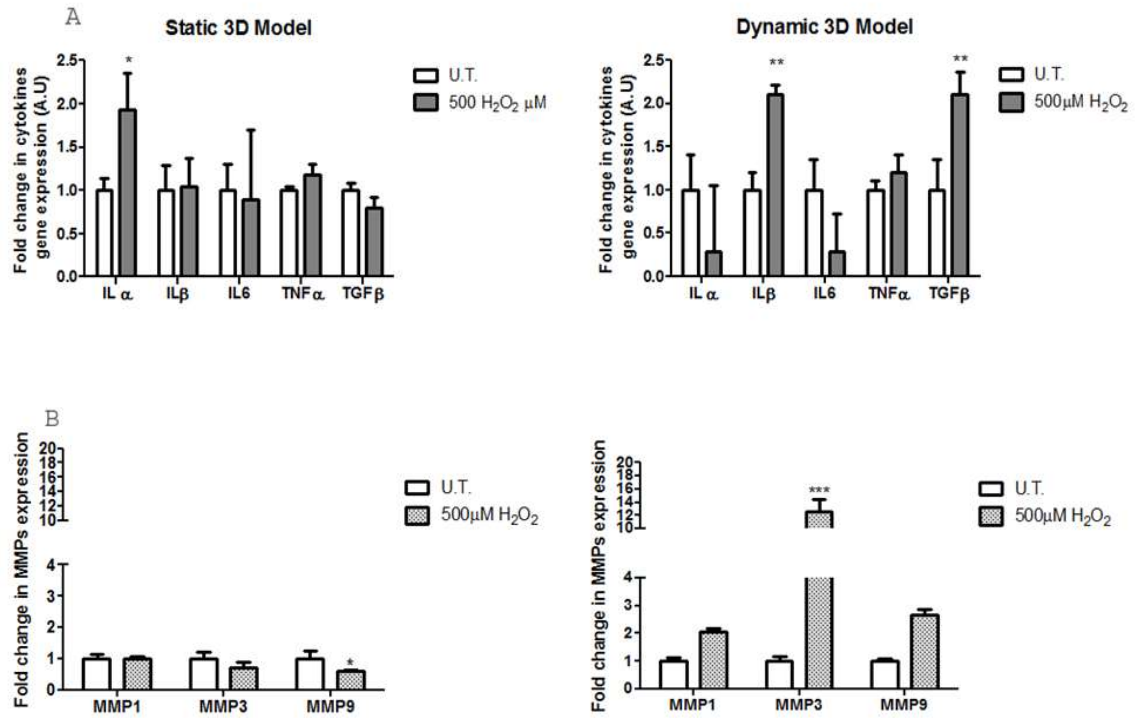 A
Static 3D Model
Fold change in cytokines
gene expression (A.U)
2.5
2.0
1.5
1.0
0.5
0.0
*
IL α ILβ IL6 TNFα TGFβ
U.T.
500 H₂O₂ μM
Dynamic 3D Model
Fold change in cytokines
gene expression (A.U)
2.5
2.0
1.5
1.0
0.5
0.0
** **
IL α ILβ IL6 TNFα TGFβ
U.T.
500μM H₂O₂
B
Fold change in MMPs expression
20
18
16
14
12
10
4
3
2
1
0
*
MMP1 MMP3 MMP9
U.T.
500μM H₂O₂
Fold change in MMPs expression
20
18
16
14
12
10
4
3
2
1
0
***
MMP1 MMP3 MMP9
U.T.
500μM H₂O₂